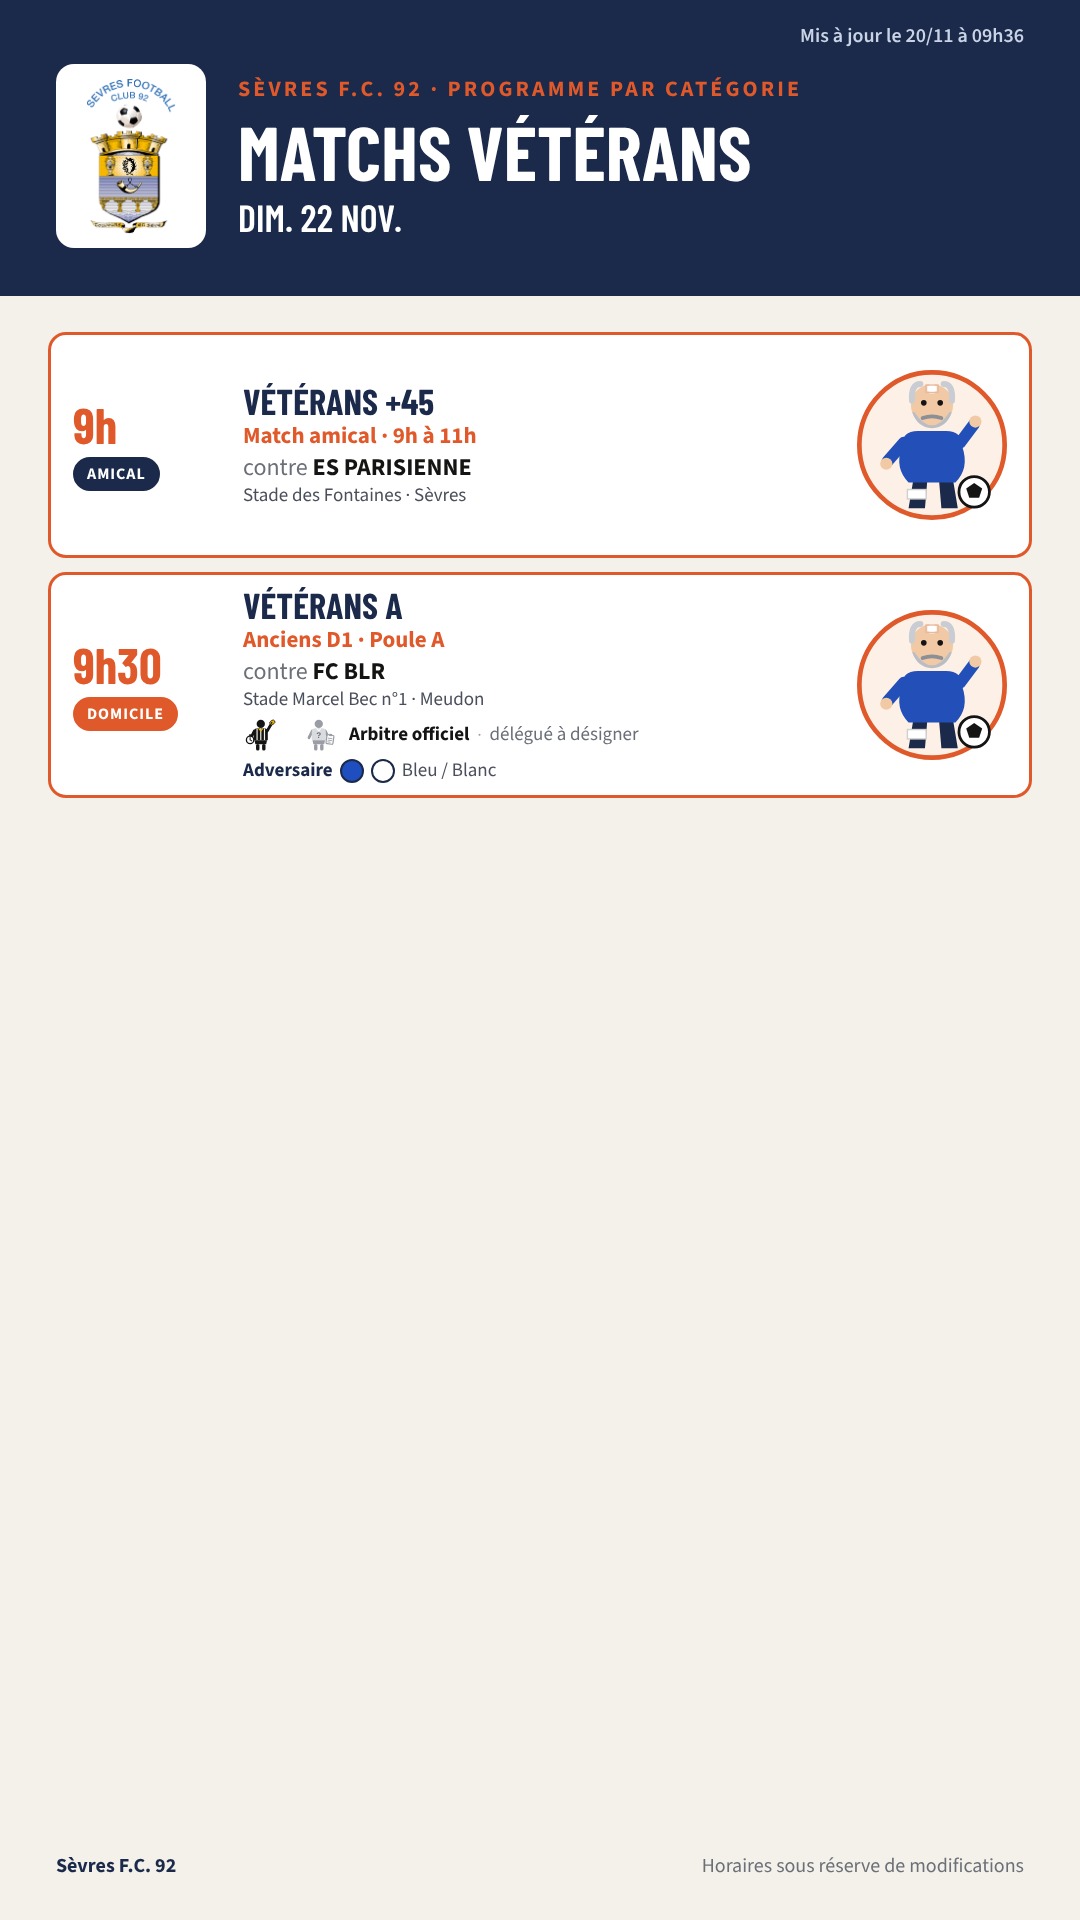 Mis à jour le 20/11 à 09h36
SEVRES FOOTBALL
CLUB 92
SÈVRES F.C. 92 · PROGRAMME PAR CATÉGORIE
MATCHS VÉTÉRANS
DIM. 22 NOV.
9h
AMICAL
VÉTÉRANS +45
Match amical · 9h à 11h
contre ES PARISIENNE
Stade des Fontaines · Sèvres
9h30
DOMICILE
VÉTÉRANS A
Anciens D1 · Poule A
contre FC BLR
Stade Marcel Bec n°1 · Meudon
? Arbitre officiel · délégué à désigner
Adversaire Bleu / Blanc
Sèvres F.C. 92
Horaires sous réserve de modifications